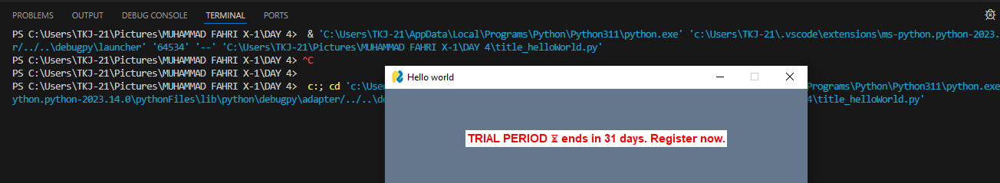 PROBLEMS OUTPUT DEBUG CONSOLE TERMINAL PORTS
PS C:\Users\TKJ-21\Pictures\MUHAMMAD FAHRI X-1\DAY 4>  & 'C:\Users\TKJ-21\AppData\Local\Programs\Python\Python311\python.exe' 'c:\Users\TKJ-21\.vscode\extensions\ms-python.python-2023.
r/../..\debugpy\launcher' '64534' '--' 'C:\Users\TKJ-21\Pictures\MUHAMMAD FAHRI X-1\DAY 4\title_helloWorld.py'
PS C:\Users\TKJ-21\Pictures\MUHAMMAD FAHRI X-1\DAY 4> ^C
PS C:\Users\TKJ-21\Pictures\MUHAMMAD FAHRI X-1\DAY 4>
PS C:\Users\TKJ-21\Pictures\MUHAMMAD FAHRI X-1\DAY 4>  c:; cd 'c:\U Programs\Python\Python311\python.exe
ython.python-2023.14.0\pythonFiles\lib\python\debugpy\adapter/../..\de 4\title_helloWorld.py'
Hello world
TRIAL PERIOD ⏳ ends in 31 days. Register now.